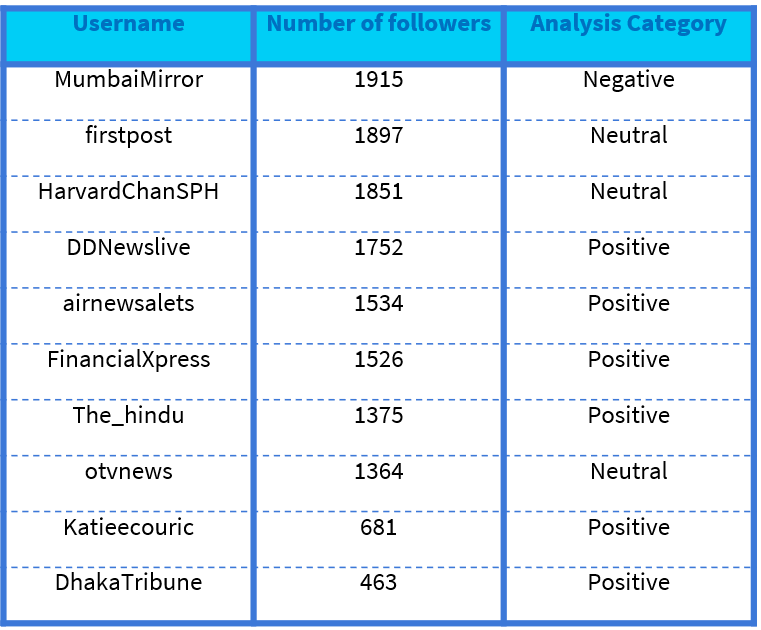 Username Number of followers Analysis Category
MumbaiMirror 1915 Negative
firstpost 1897 Neutral
HarvardChanSPH 1851 Neutral
DDNewslive 1752 Positive
airnewsalets 1534 Positive
FinancialXpress 1526 Positive
The_hindu 1375 Positive
otvnews 1364 Neutral
Katieecouric 681 Positive
DhakaTribune 463 Positive